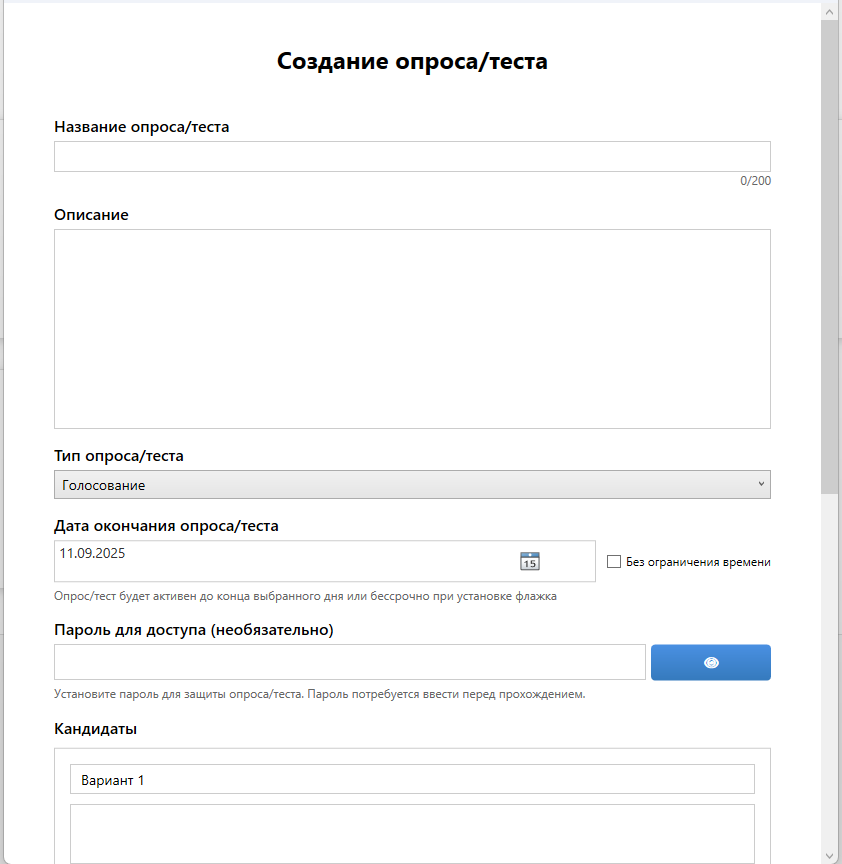 Создание опроса/теста
Название опроса/теста
0/200
Описание
Тип опроса/теста
Голосование
Дата окончания опроса/теста
11.09.2025
15
Без ограничения времени
Опрос/тест будет активен до конца выбранного дня или бессрочно при установке флажка
Пароль для доступа (необязательно)
Установите пароль для защиты опроса/теста. Пароль потребуется ввести перед прохождением.
Кандидаты
Вариант 1